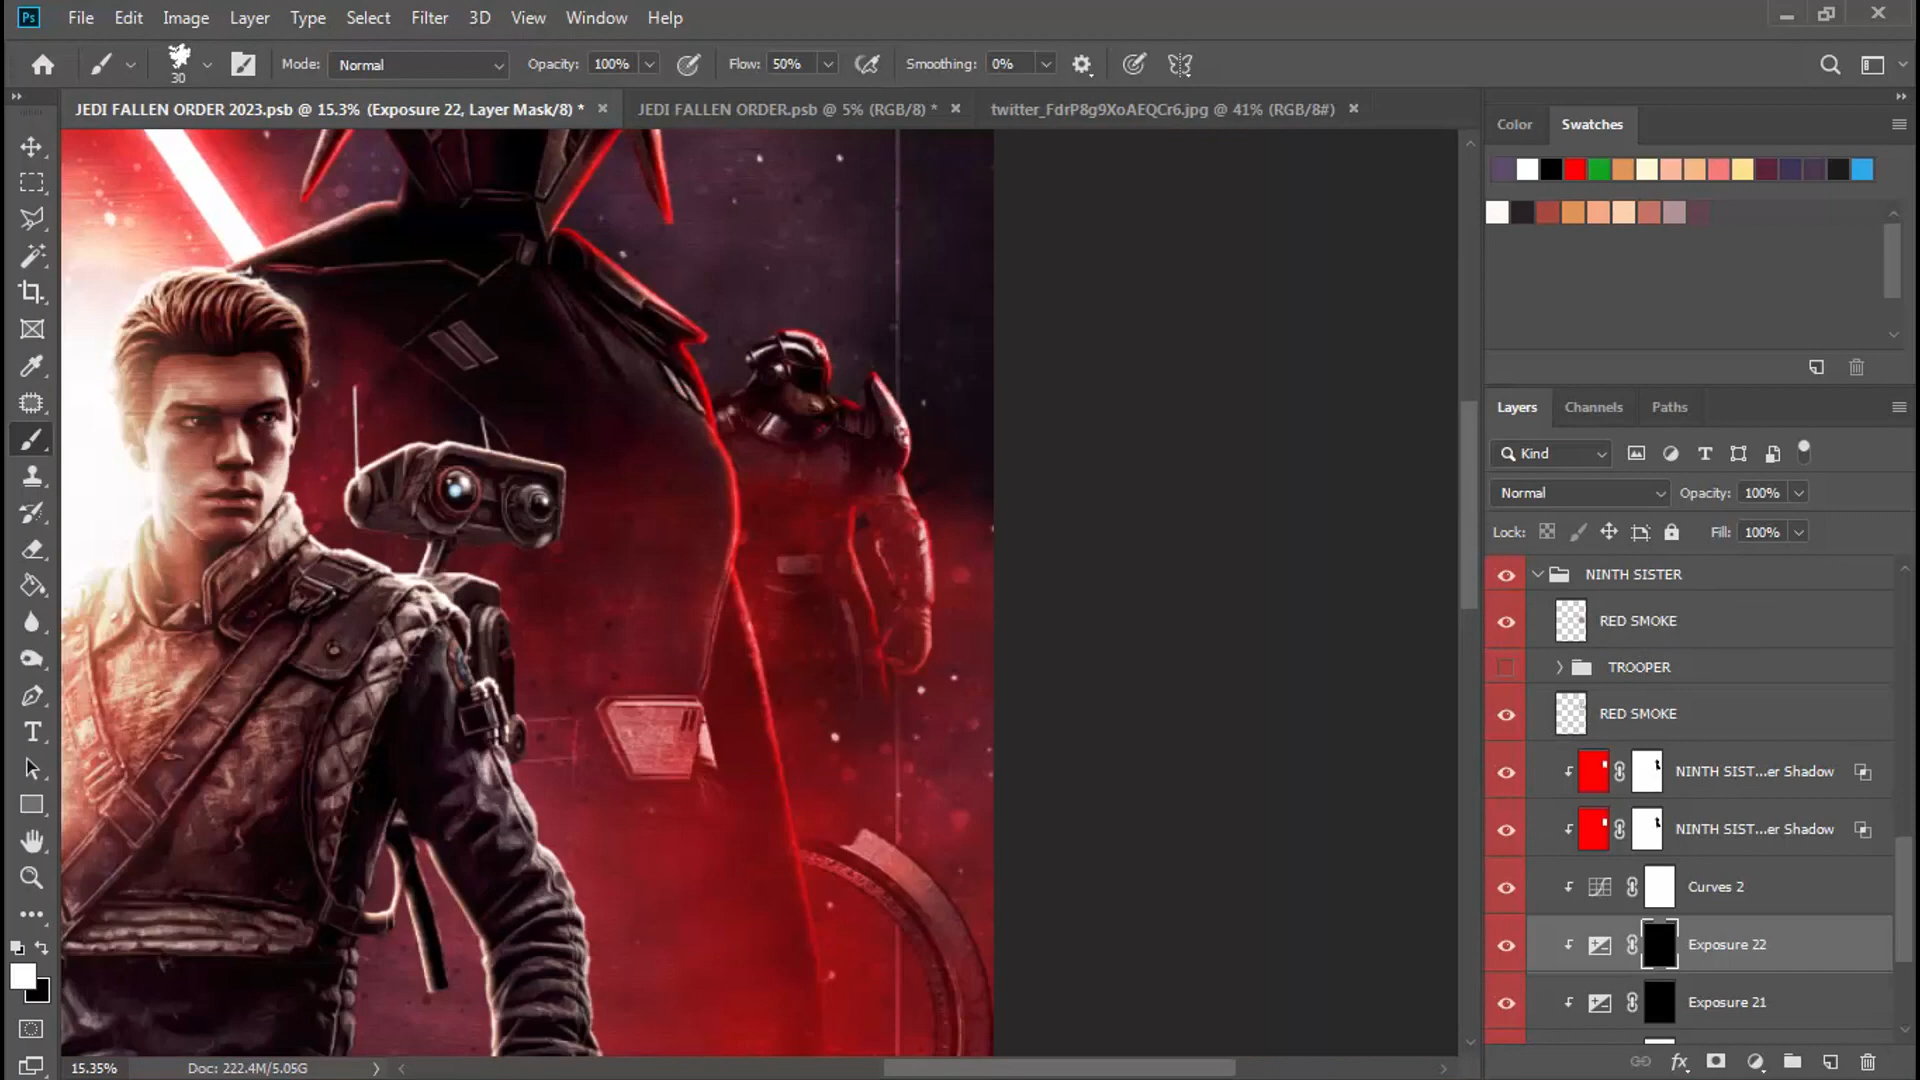 Ps File Edit Image Layer Type Select Filter 3D View Window Help
30 Mode: Normal Opacity: 100% Flow: 50% Smoothing: 0%
JEDI FALLEN ORDER 2023.psb @ 15.3% (Exposure 22, Layer Mask/8) * JEDI FALLEN ORDER.psb @ 5% (RGB/8) * twitter_FdrP8g9XoAEQCr6.jpg @ 41% (RGB/8#)
Color Swatches
Layers Channels Paths
Kind
Normal Opacity: 100%
Lock: Fill: 100%
NINTH SISTER
RED SMOKE
TROOPER
RED SMOKE
NINTH SIST...er Shadow
NINTH SIST...er Shadow
Curves 2
Exposure 22
Exposure 21
15.35% Doc: 222.4M/5.05G
fx